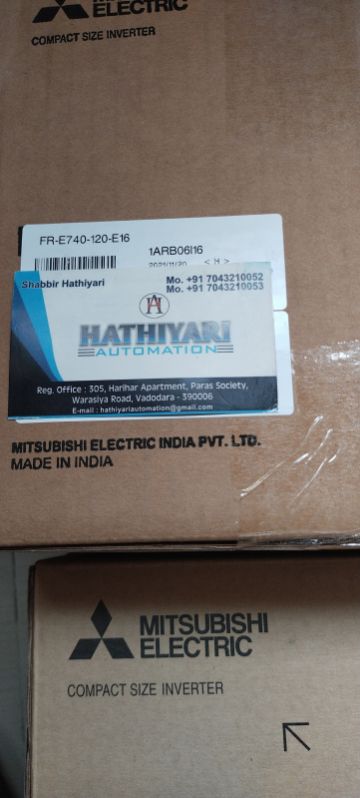 ELECTRIC
COMPACT SIZE INVERTER
FR-E740-120-E16
1ARB06I16
< H >
Shabbir Hathiyari
Mo. +91 7043210052
Mo. +91 7043210053
HATHIYARI
AUTOMATION
Reg. Office : 305, Harihar Apartment, Paras Society,
Warasiya Road, Vadodara - 390006
E-mail : hathiyariautomation@gmail.com
MITSUBISHI ELECTRIC INDIA PVT. LTD.
MADE IN INDIA
MITSUBISHI
ELECTRIC
COMPACT SIZE INVERTER